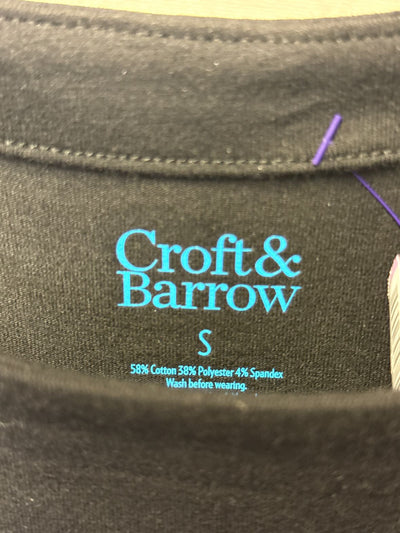 Croft &
Barrow
S
58% Cotton 38% Polyester 4% Spandex
Wash before wearing.